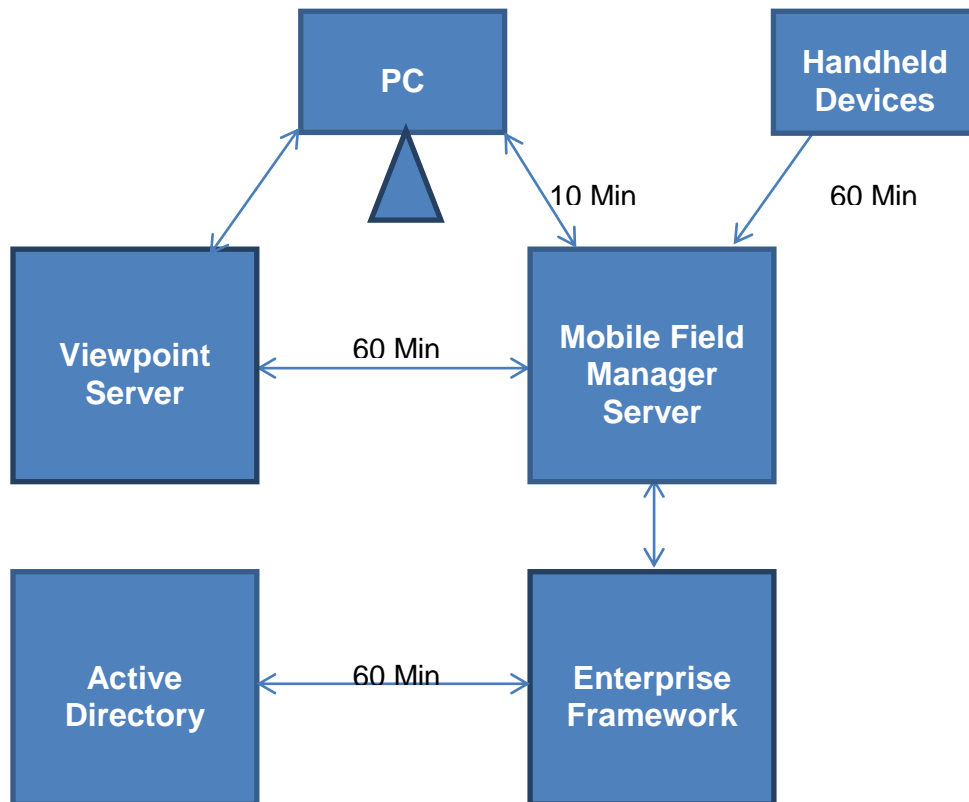 PC
Handheld
Devices
10 Min
60 Min
Viewpoint
Server
60 Min
Mobile Field
Manager
Server
Active
Directory
60 Min
Enterprise
Framework